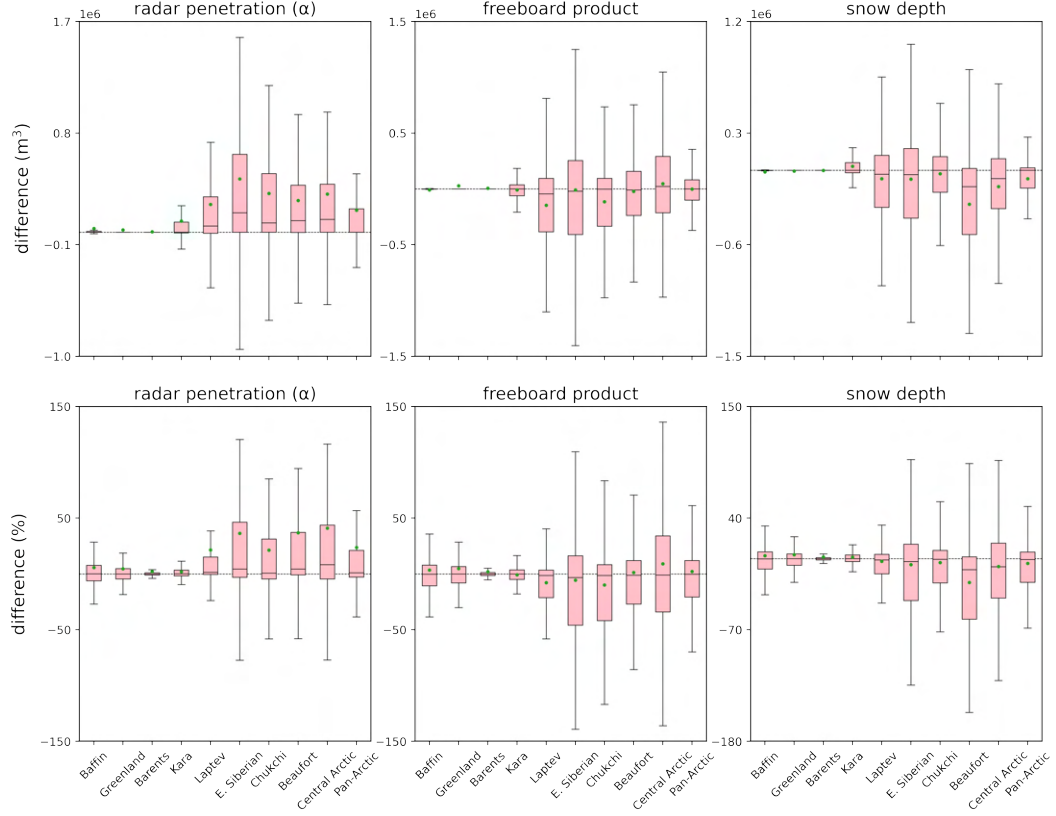 radar penetration (α)
freeboard product
snow depth
1e6
1e6
1e6
difference (m³)
1.7
0.8
−0.1
−1.0
1.5
0.5
−0.5
−1.5
1.2
0.3
−0.6
−1.5
radar penetration (α)
freeboard product
snow depth
difference (%)
150
50
−50
−150
150
50
−50
−150
150
40
−70
−180
Baffin
Greenland
Barents
Kara
Laptev
E. Siberian
Chukchi
Beaufort
Central Arctic
Pan-Arctic
Baffin
Greenland
Barents
Kara
Laptev
E. Siberian
Chukchi
Beaufort
Central Arctic
Pan-Arctic
Baffin
Greenland
Barents
Kara
Laptev
E. Siberian
Chukchi
Beaufort
Central Arctic
Pan-Arctic